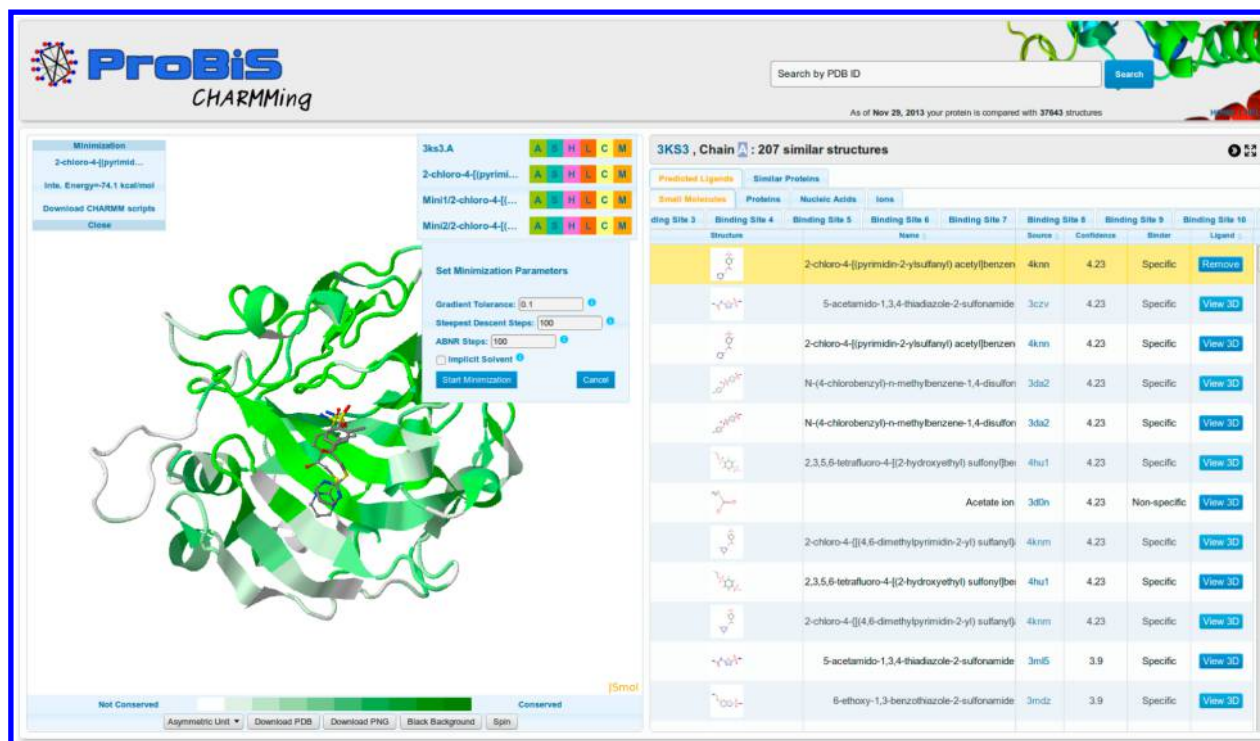 ProBiS
CHARMMing
Search by PDB ID
Search
As of Nov 29, 2013 your protein is compared with 37643 structures
Minimization
2-chloro-4-[(pyrimid...
Inte. Energy=-74.1 kcal/mol
Download CHARMM scripts
Close
3ks3.A A S H L C M
2-chloro-4-[(pyrimi... A S H L C M
Mini1/2-chloro-4-[(... A S H L C M
Mini2/2-chloro-4-[(... A S H L C M
Set Minimization Parameters
Gradient Tolerance: 0.1
Steepest Descent Steps: 100
ABNR Steps: 100
Implicit Solvent
Start Minimization Cancel
JSmol
Not Conserved Conserved
Asymmetric Unit Download PDB Download PNG Black Background Spin
3KS3 , Chain A : 207 similar structures
Predicted Ligands Similar Proteins
Small Molecules Proteins Nucleic Acids Ions
ding Site 3 Binding Site 4 Binding Site 5 Binding Site 6 Binding Site 7 Binding Site 8 Binding Site 9 Binding Site 10
Structure Name Source Confidence Binder Ligand
2-chloro-4-[(pyrimidin-2-ylsulfanyl) acetyl]benzen 4knn 4.23 Specific Remove
5-acetamido-1,3,4-thiadiazole-2-sulfonamide 3czv 4.23 Specific View 3D
2-chloro-4-[(pyrimidin-2-ylsulfanyl) acetyl]benzen 4knn 4.23 Specific View 3D
N-(4-chlorobenzyl)-n-methylbenzene-1,4-disulfon 3da2 4.23 Specific View 3D
N-(4-chlorobenzyl)-n-methylbenzene-1,4-disulfon 3da2 4.23 Specific View 3D
2,3,5,6-tetrafluoro-4-[(2-hydroxyethyl) sulfonyl]be 4hu1 4.23 Specific View 3D
Acetate ion 3d0n 4.23 Non-specific View 3D
2-chloro-4-{[(4,6-dimethylpyrimidin-2-yl) sulfanyl] 4knm 4.23 Specific View 3D
2,3,5,6-tetrafluoro-4-[(2-hydroxyethyl) sulfonyl]be 4hu1 4.23 Specific View 3D
2-chloro-4-{[(4,6-dimethylpyrimidin-2-yl) sulfanyl] 4knm 4.23 Specific View 3D
5-acetamido-1,3,4-thiadiazole-2-sulfonamide 3ml5 3.9 Specific View 3D
6-ethoxy-1,3-benzothiazole-2-sulfonamide 3mdz 3.9 Specific View 3D